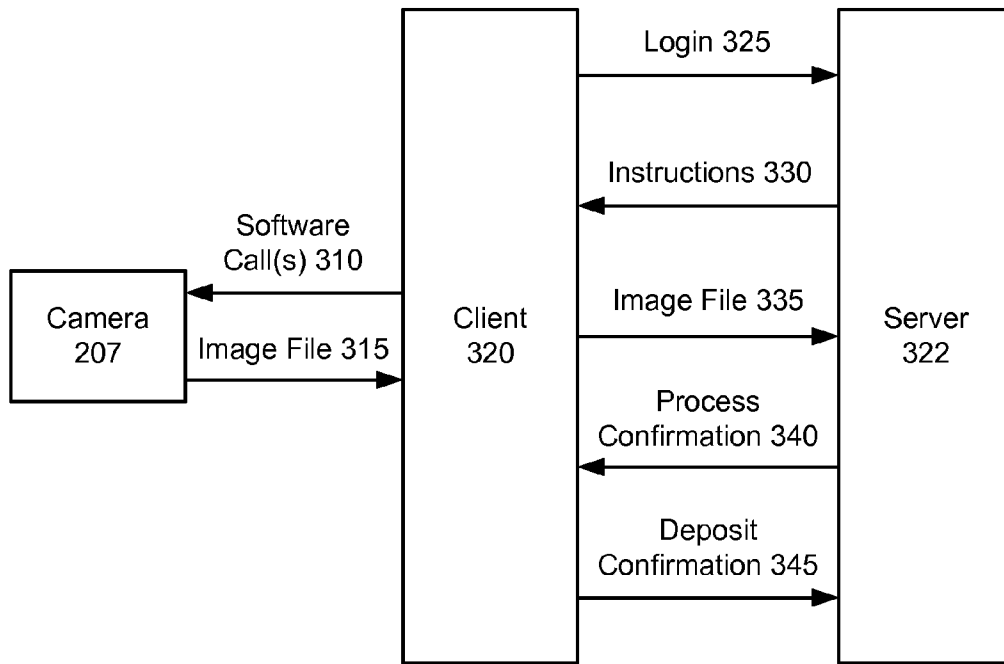 Login 325
Instructions 330
Software
Call(s) 310
Camera
207
Image File 315
Client
320
Image File 335
Server
322
Process
Confirmation 340
Deposit
Confirmation 345